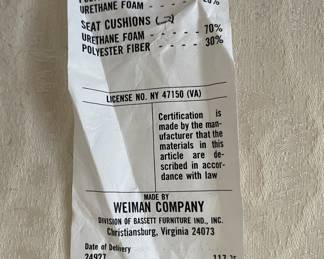 URETHANE FOAM - - - - - 20%
SEAT CUSHIONS
URETHANE FOAM - - - - - 70%
POLYESTER FIBER - - - - - 30%
LICENSE NO. NY 47150 (VA)
Certification is
made by the man-
ufacturer that the
materials in this
article are de-
scribed in accor-
dance with law
MADE BY
WEIMAN COMPANY
DIVISION OF BASSETT FURNITURE IND., INC.
Christiansburg, Virginia 24073
Date of Delivery
24927